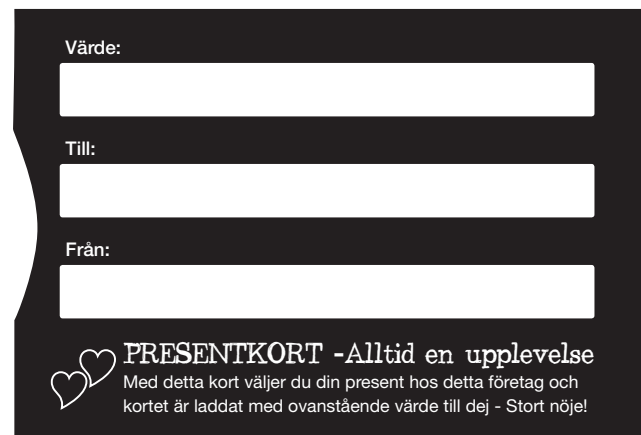 Värde:
Till:
Från:
PRESENTKORT -Alltid en upplevelse
Med detta kort väljer du din present hos detta företag och
kortet är laddat med ovanstående värde till dej - Stort nöje!